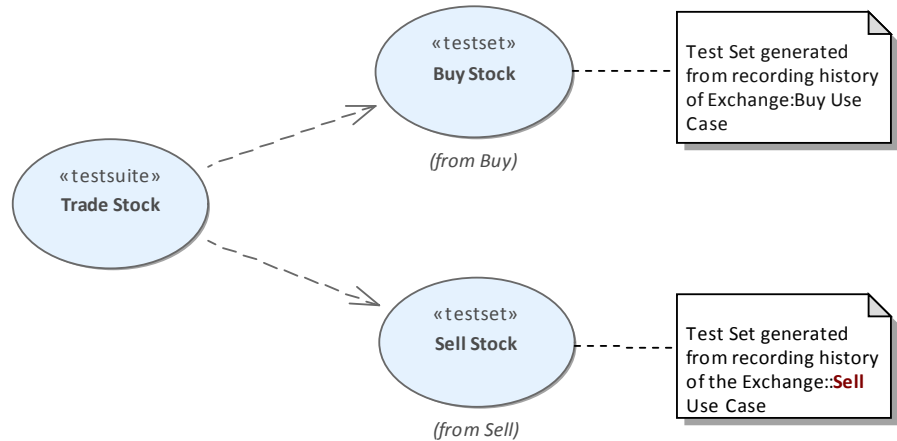 «testset»
Buy Stock
(from Buy)
Test Set generated
from recording history
of Exchange:Buy Use
Case
«testsuite»
Trade Stock
«testset»
Sell Stock
(from Sell)
Test Set generated
from recording history
of the Exchange::Sell
Use Case